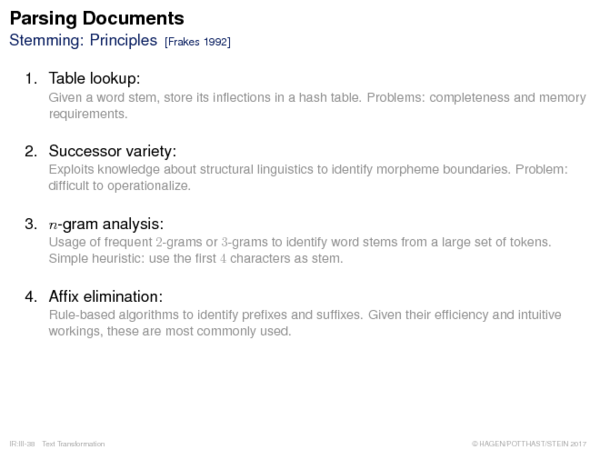 Parsing Documents
Stemming: Principles [Frakes 1992]
1. Table lookup:
Given a word stem, store its inflections in a hash table. Problems: completeness and memory
requirements.
2. Successor variety:
Exploits knowledge about structural linguistics to identify morpheme boundaries. Problem:
difficult to operationalize.
3. n-gram analysis:
Usage of frequent 2-grams or 3-grams to identify word stems from a large set of tokens.
Simple heuristic: use the first 4 characters as stem.
4. Affix elimination:
Rule-based algorithms to identify prefixes and suffixes. Given their efficiency and intuitive
workings, these are most commonly used.
IR:III-38 Text Transformation © HAGEN/POTTHAST/STEIN 2017